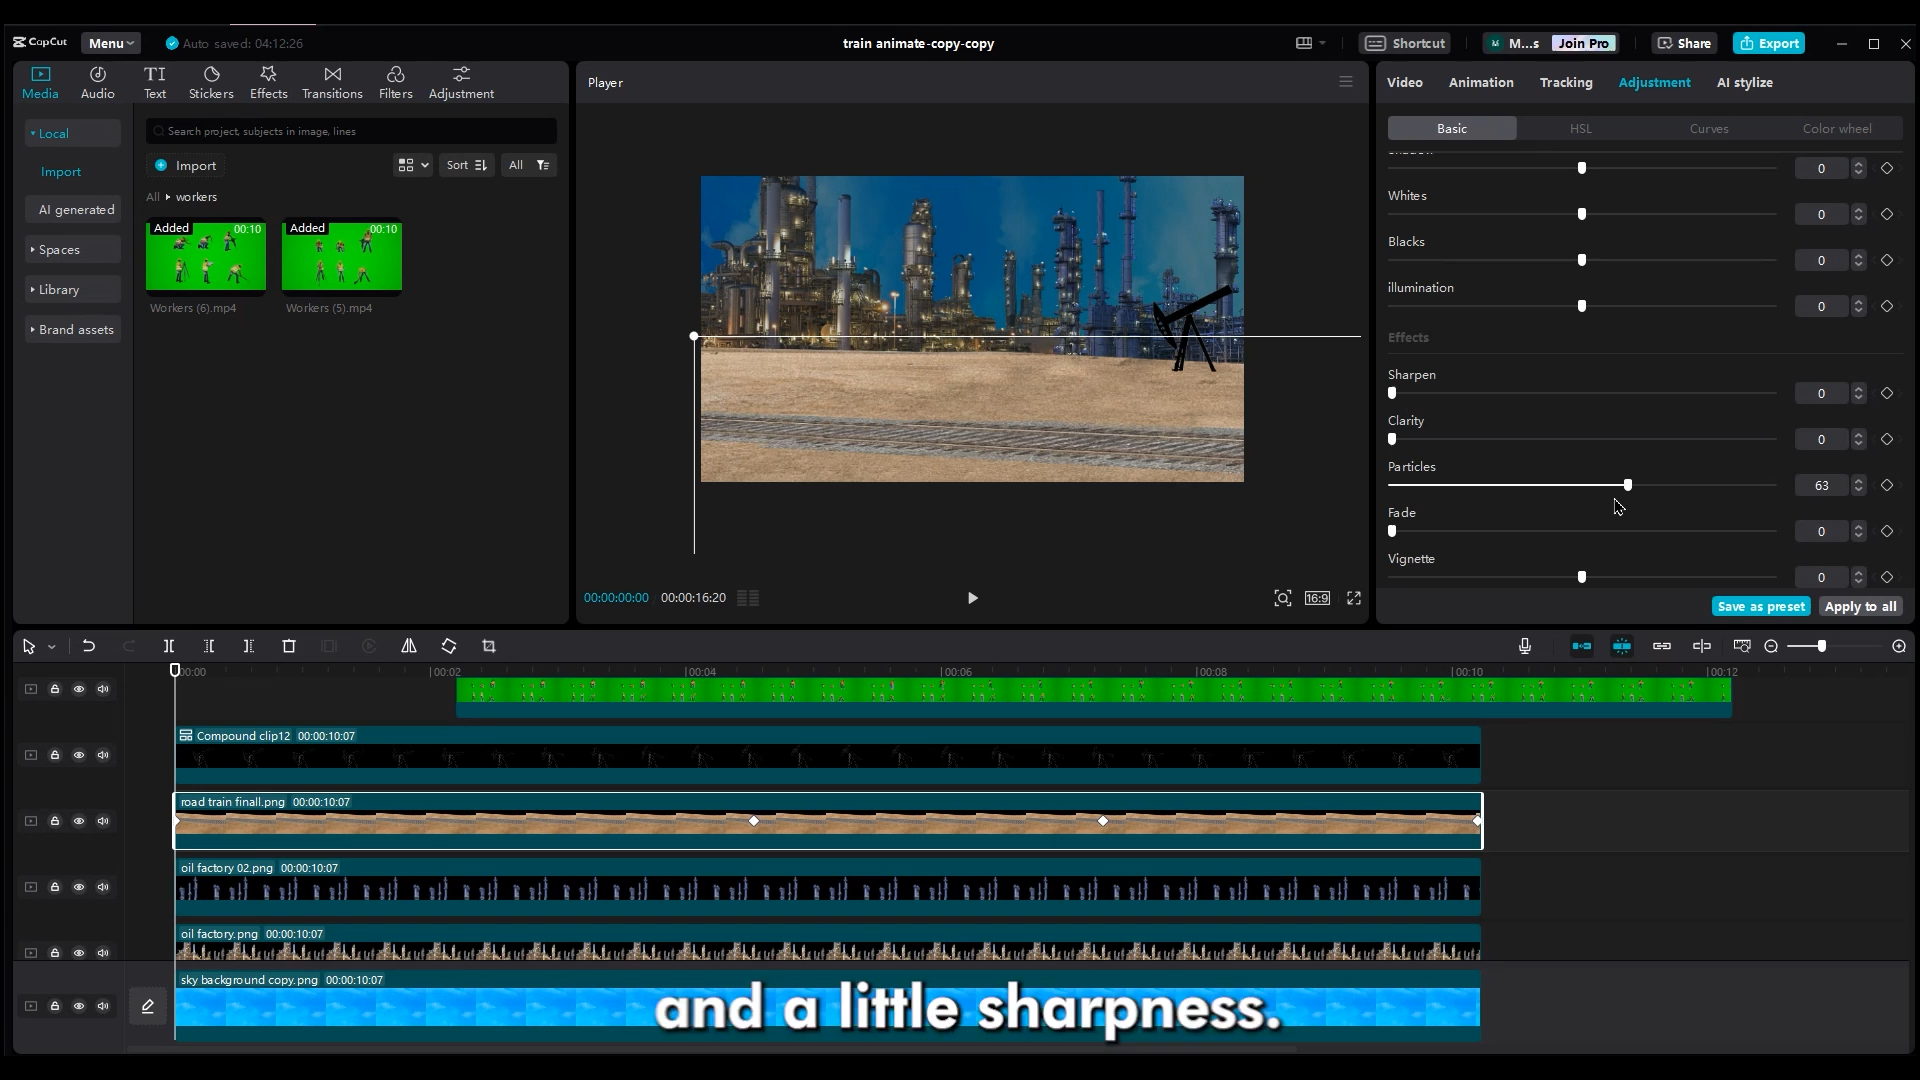 CapCut
Menu
Auto saved: 04:12:26
train animate-copy-copy
Shortcut
M...s
Join Pro
Share
Export
Media
Audio
TI
Text
Stickers
Effects
Transitions
Filters
Adjustment
Local
Import
AI generated
Spaces
Library
Brand assets
Search project, subjects in image, lines
Import
Sort
All
All
workers
Added
00:10
Added
00:10
Workers (6).mp4
Workers (5).mp4
Player
00:00:00:00
00:00:16:20
16:9
Video
Animation
Tracking
Adjustment
AI stylize
Basic
HSL
Curves
Color wheel
0
Whites
0
Blacks
0
illumination
0
Effects
Sharpen
0
Clarity
0
Particles
63
Fade
0
Vignette
0
Save as preset
Apply to all
00:00
00:02
00:04
00:06
00:08
00:10
00:12
Compound clip12 00:00:10:07
road train finall.png 00:00:10:07
oil factory 02.png 00:00:10:07
oil factory.png 00:00:10:07
sky background copy.png 00:00:10:07
and a little sharpness.